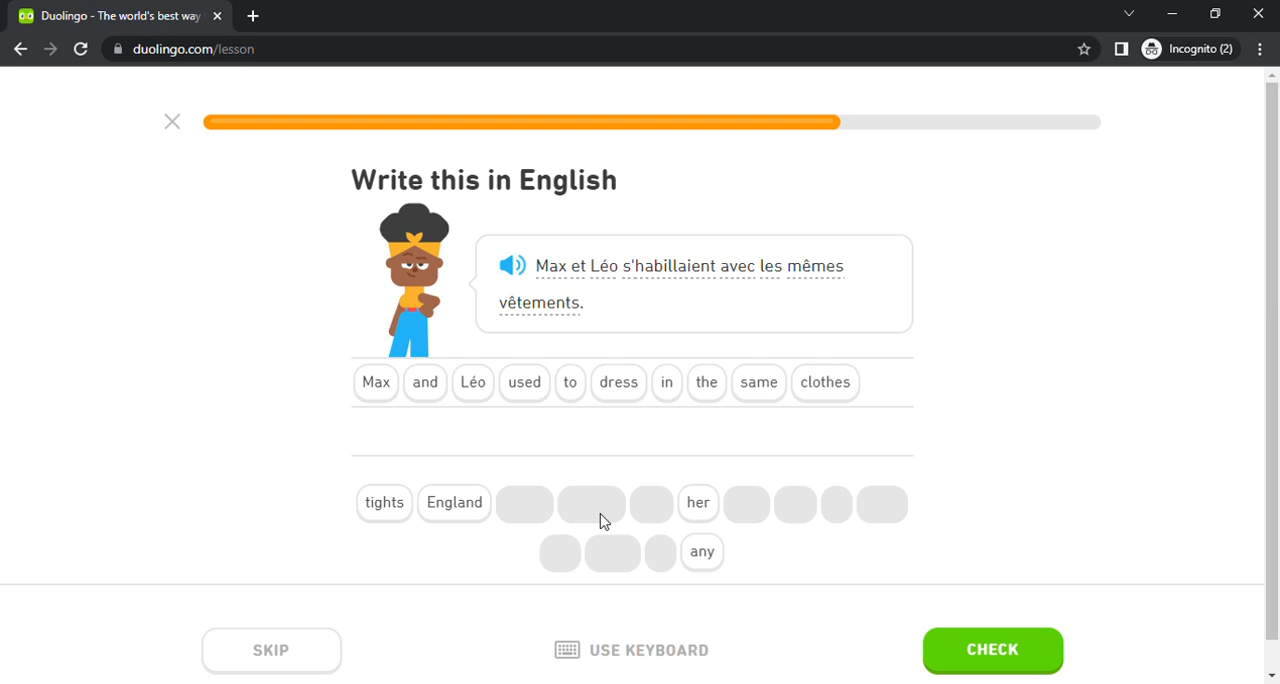 Duolingo - The world's best way
duolingo.com/lesson
Incognito (2)
Write this in English
Max et Léo s'habillaient avec les mêmes
vêtements.
Max and Léo used to dress in the same clothes
tights England her
any
SKIP USE KEYBOARD CHECK